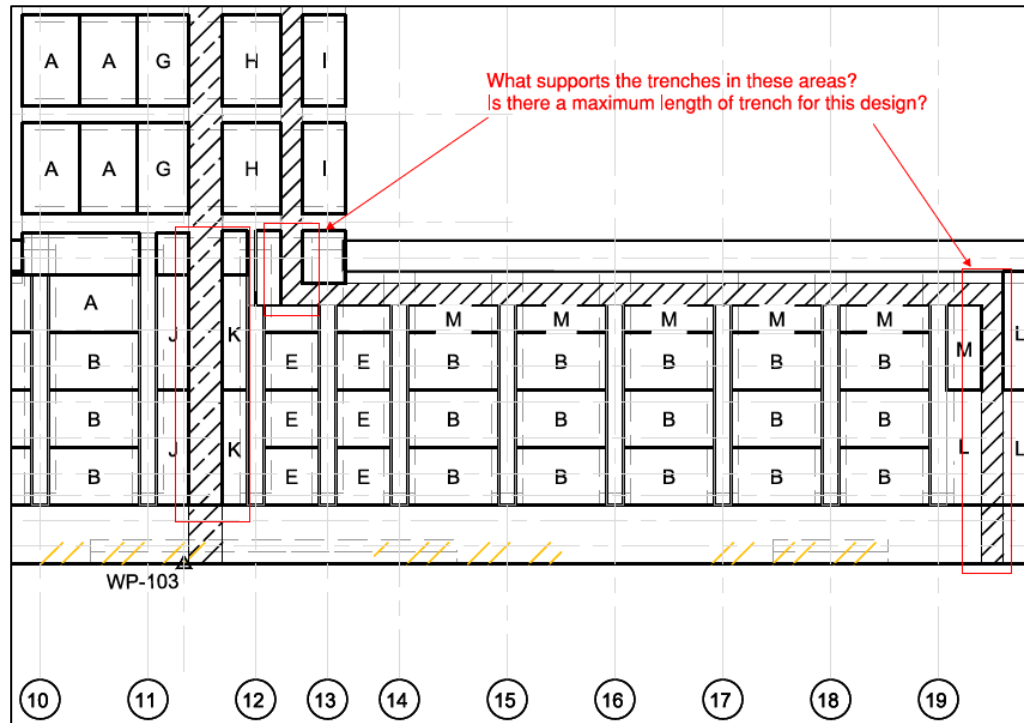 A A G H I
What supports the trenches in these areas?
Is there a maximum length of trench for this design?
A A G H I
A J K M M M M M M L
B E E B B B B B
B E E B B B B B
J K L L
B E E B B B B B
WP-103
10 11 12 13 14 15 16 17 18 19